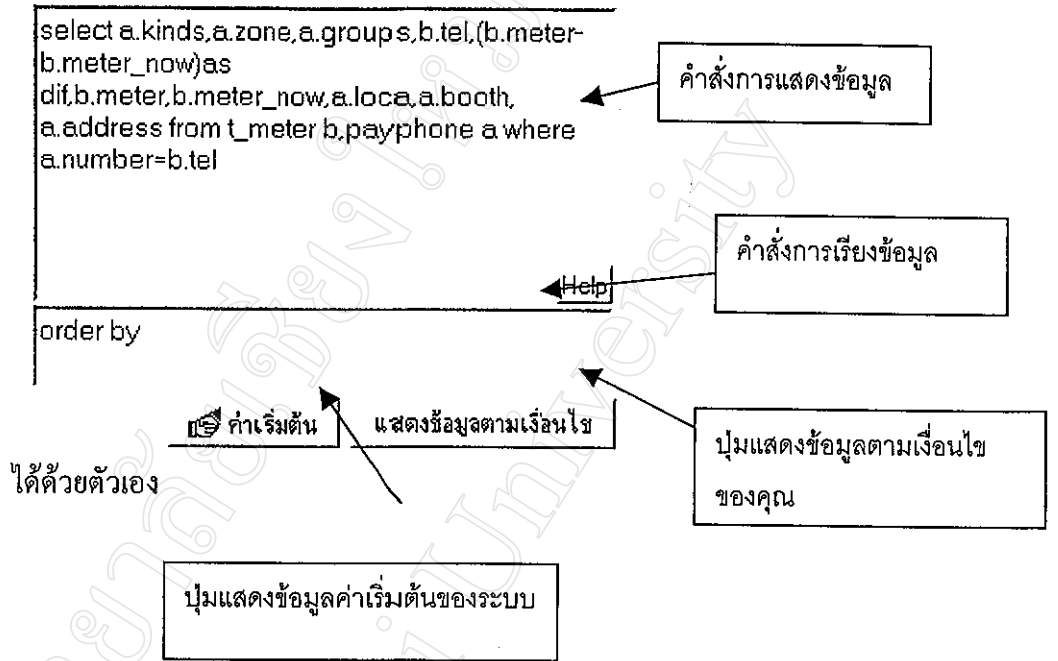 select a.kinds,a.zone,a.groups,b.tel,(b.meter-
b.meter_now)as
dif,b.meter,b.meter_now,a.loca,a.booth,
a.address from t_meter b,payphone a where
a.number=b.tel
คำสั่งการแสดงข้อมูล
คำสั่งการเรียงข้อมูล
Help
order by
ค่าเริ่มต้น
แสดงข้อมูลตามเงื่อนไข
ปุ่มแสดงข้อมูลตามเงื่อนไข
ของคุณ
ได้ด้วยตัวเอง
ปุ่มแสดงข้อมูลค่าเริ่มต้นของระบบ
University